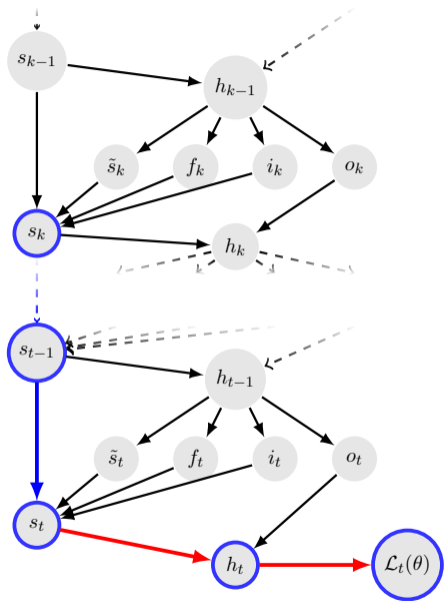 s_{k−1}
h_{k−1}
s̃_k f_k i_k o_k
s_k
h_k
s_{t−1}
h_{t−1}
s̃_t f_t i_t o_t
s_t
h_t ℒ_t(θ)